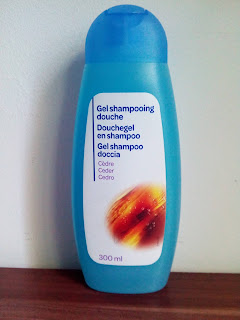 Gel shampooing
douche
Douchegel
en shampoo
Gel shampoo
doccia
Cèdre
Ceder
Cedro
300 ml